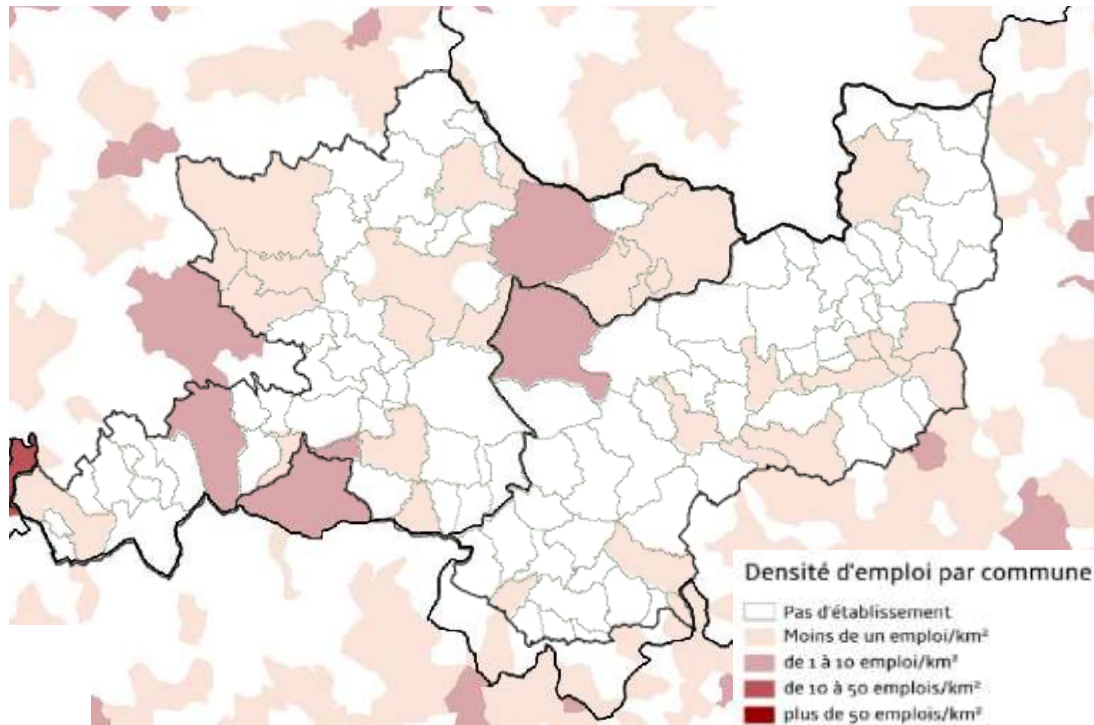 Densité d'emploi par commune
Pas d'établissement
Moins de un emploi/km²
de 1 à 10 emploi/km²
de 10 à 50 emplois/km²
plus de 50 emplois/km²